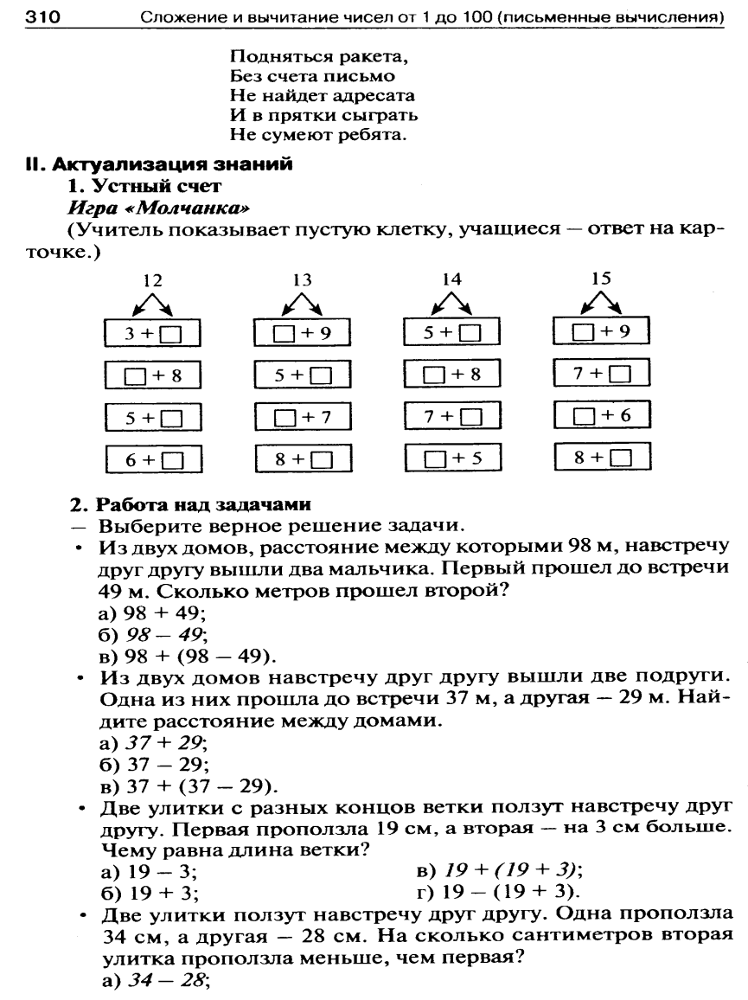 310 Сложение и вычитание чисел от 1 до 100 (письменные вычисления)
Подняться ракета,
Без счета письмо
Не найдет адресата
И в прятки сыграть
Не сумеют ребята.
II. Актуализация знаний
1. Устный счет
Игра «Молчанка»
(Учитель показывает пустую клетку, учащиеся — ответ на кар-
точке.)
12 13 14 15
3 + □ □ + 9 5 + □ □ + 9
□ + 8 5 + □ □ + 8 7 + □
5 + □ □ + 7 7 + □ □ + 6
6 + □ 8 + □ □ + 5 8 + □
2. Работа над задачами
— Выберите верное решение задачи.
• Из двух домов, расстояние между которыми 98 м, навстречу
друг другу вышли два мальчика. Первый прошел до встречи
49 м. Сколько метров прошел второй?
а) 98 + 49;
б) 98 – 49;
в) 98 + (98 – 49).
• Из двух домов навстречу друг другу вышли две подруги.
Одна из них прошла до встречи 37 м, а другая — 29 м. Най-
дите расстояние между домами.
а) 37 + 29;
б) 37 – 29;
в) 37 + (37 – 29).
• Две улитки с разных концов ветки ползут навстречу друг
другу. Первая проползла 19 см, а вторая — на 3 см больше.
Чему равна длина ветки?
а) 19 – 3; в) 19 + (19 + 3);
б) 19 + 3; г) 19 – (19 + 3).
• Две улитки ползут навстречу друг другу. Одна проползла
34 см, а другая — 28 см. На сколько сантиметров вторая
улитка проползла меньше, чем первая?
а) 34 – 28;